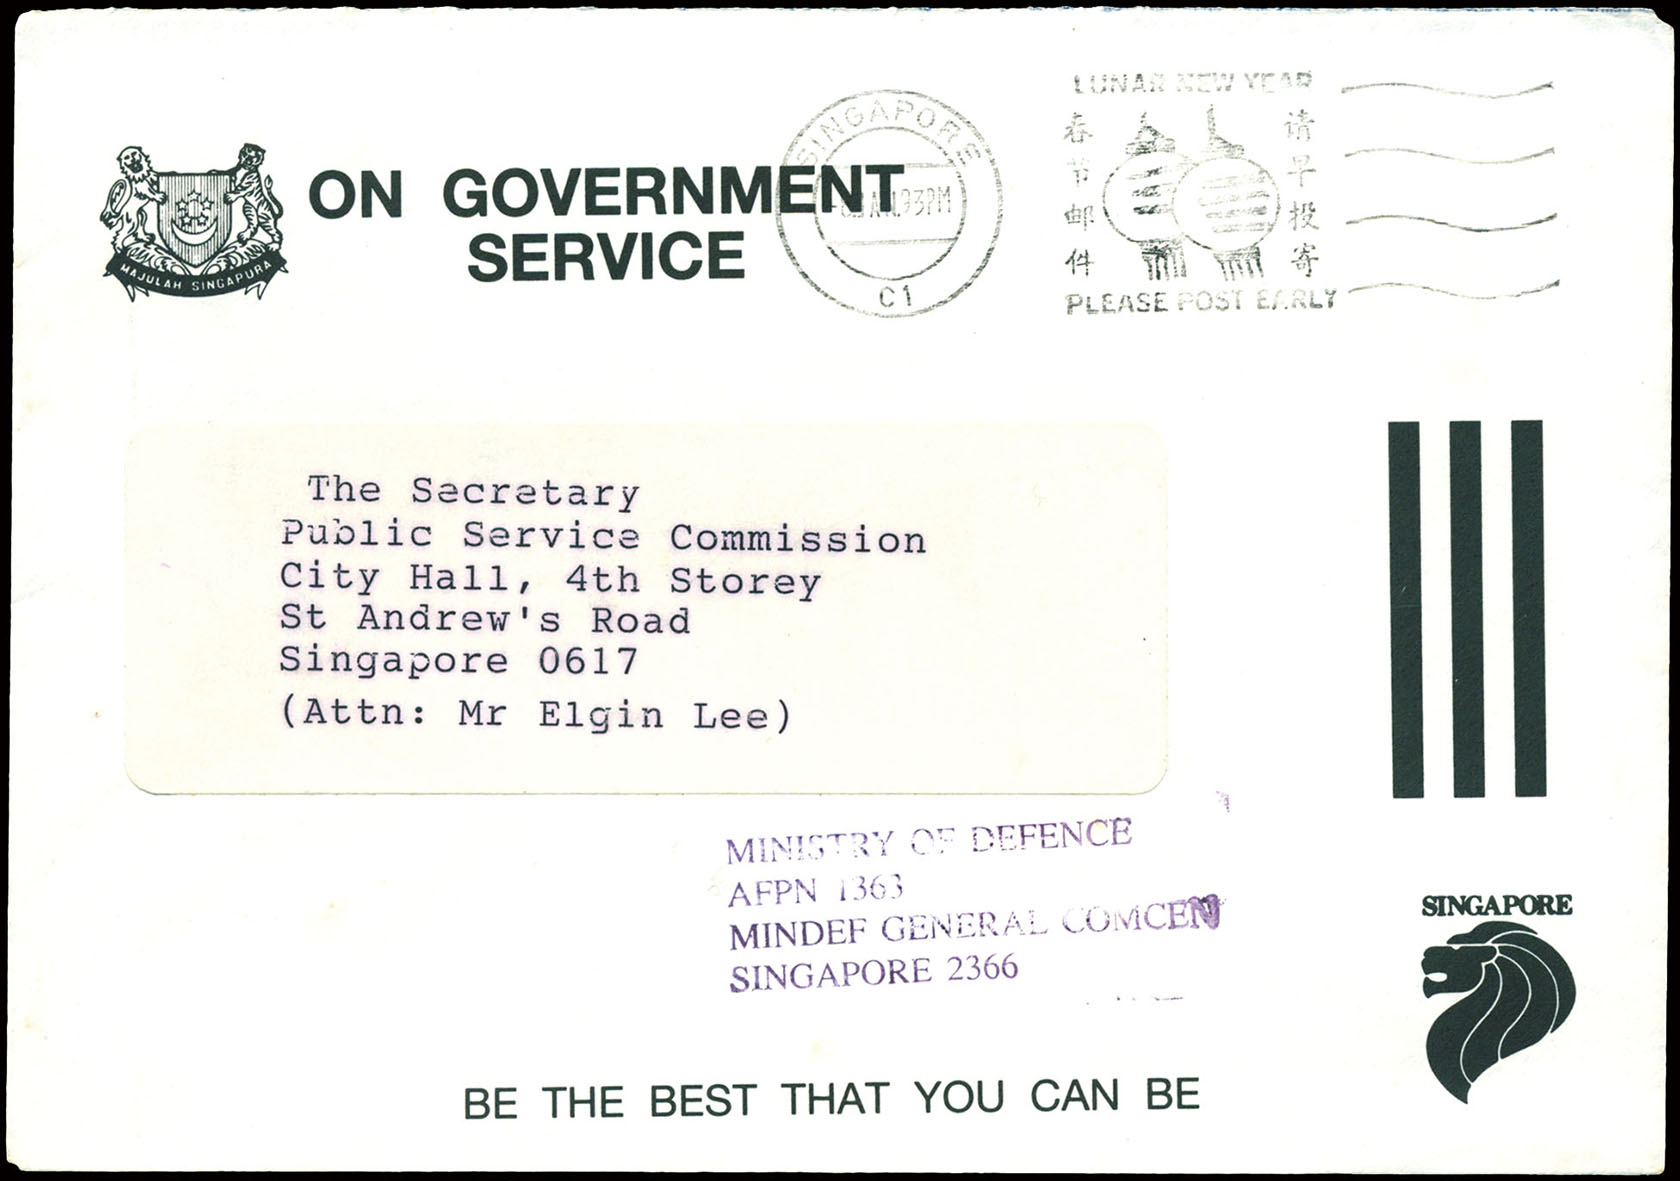 ON GOVERNMENT
SERVICE
MAJULAH SINGAPURA
SINGAPORE
93PM
C1
LUNAR NEW YEAR
春节邮件
请早投寄
PLEASE POST EARLY
The Secretary
Public Service Commission
City Hall, 4th Storey
St Andrew's Road
Singapore 0617
(Attn: Mr Elgin Lee)
MINISTRY OF DEFENCE
AFPN 1363
MINDEF GENERAL COMCEN
SINGAPORE 2366
SINGAPORE
BE THE BEST THAT YOU CAN BE